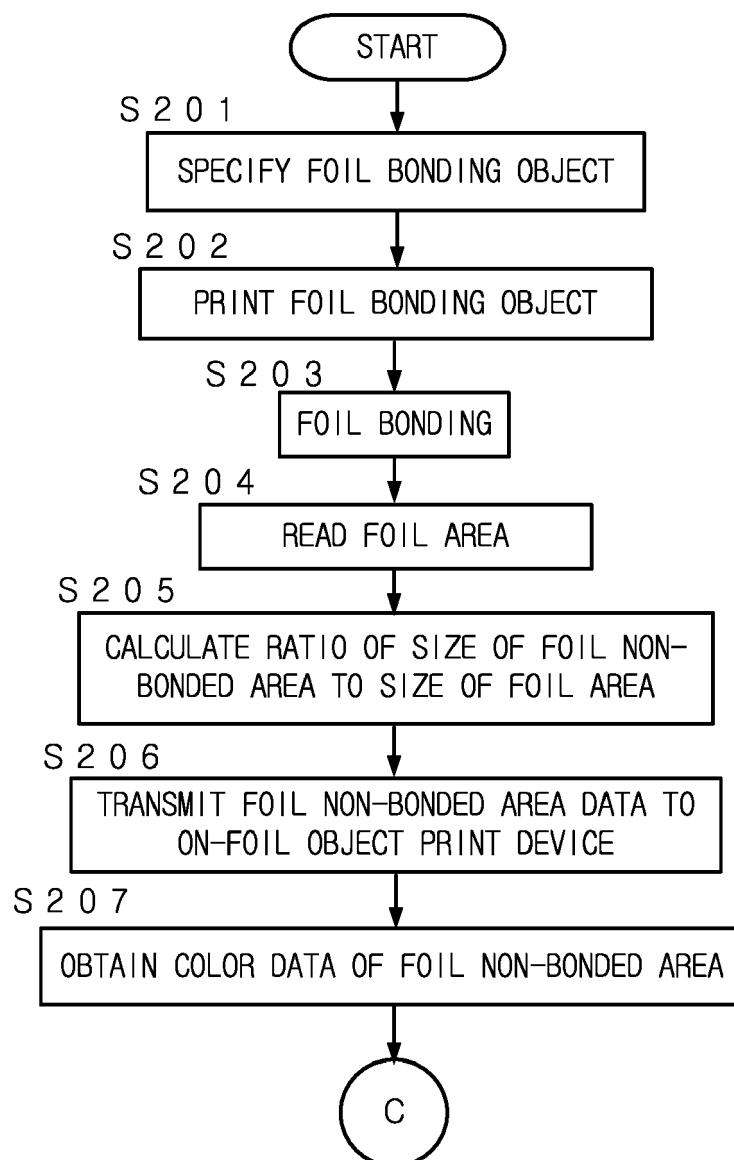 START
S201
SPECIFY FOIL BONDING OBJECT
S202
PRINT FOIL BONDING OBJECT
S203
FOIL BONDING
S204
READ FOIL AREA
S205
CALCULATE RATIO OF SIZE OF FOIL NON-
BONDED AREA TO SIZE OF FOIL AREA
S206
TRANSMIT FOIL NON-BONDED AREA DATA TO
ON-FOIL OBJECT PRINT DEVICE
S207
OBTAIN COLOR DATA OF FOIL NON-BONDED AREA
C